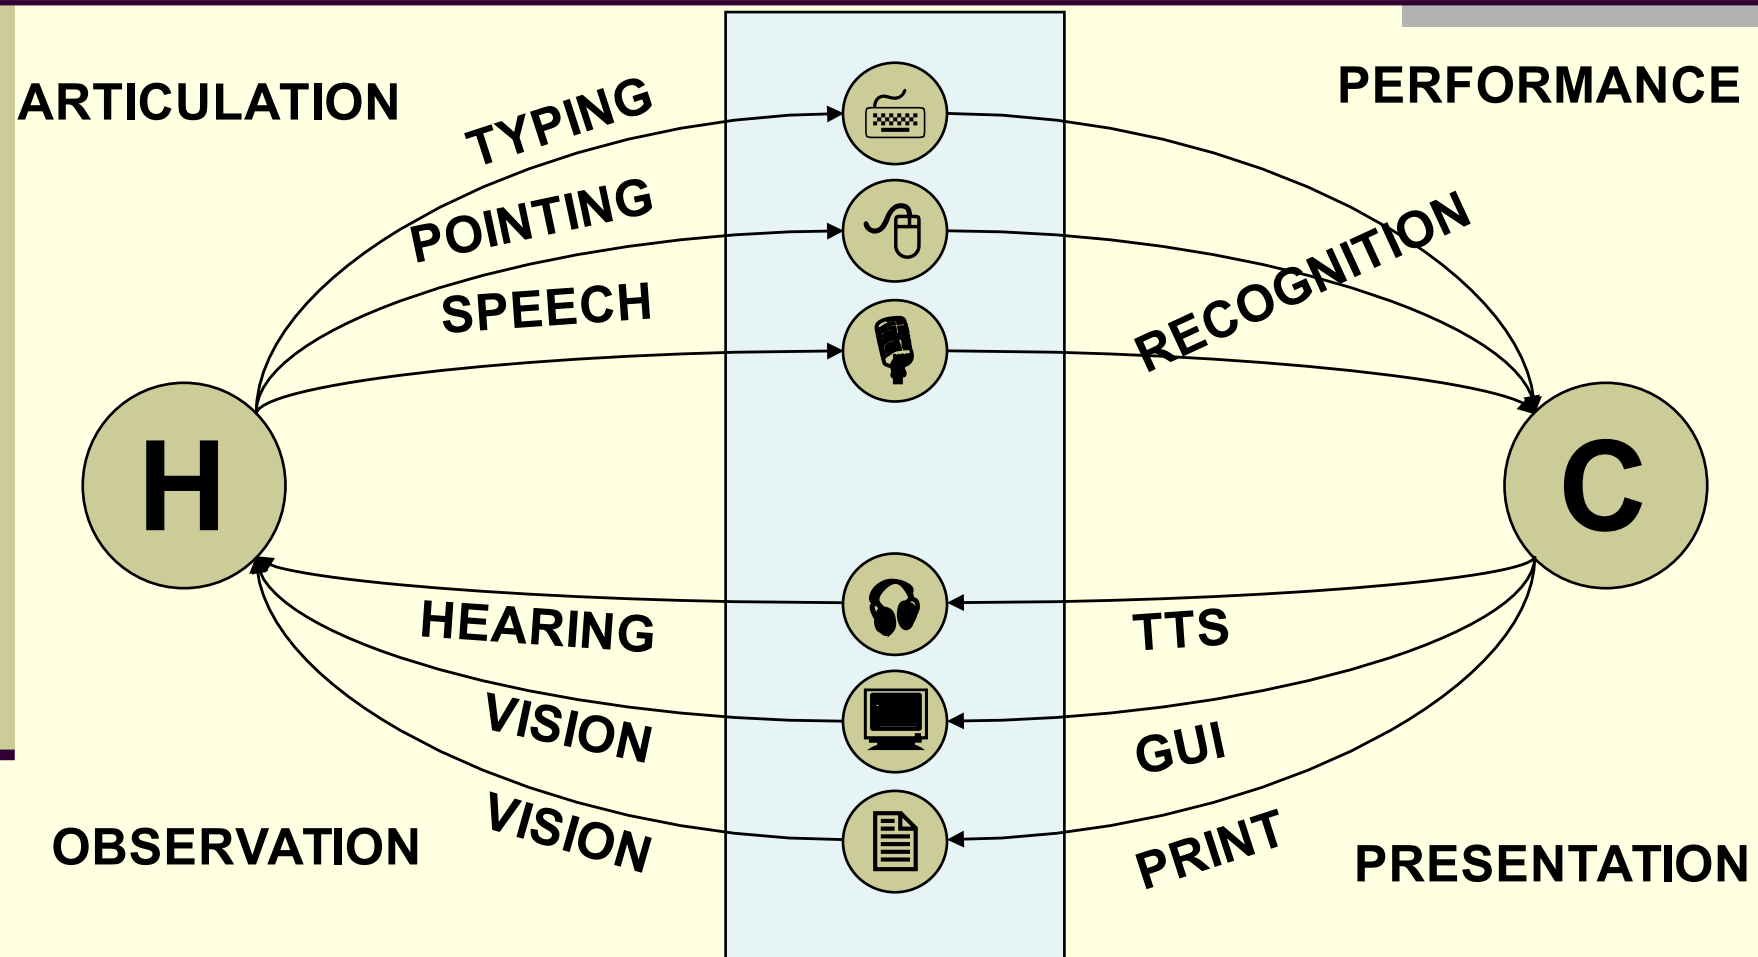 ARTICULATION
PERFORMANCE
TYPING
POINTING
SPEECH
RECOGNITION
H
C
HEARING
TTS
VISION
GUI
VISION
PRINT
OBSERVATION
PRESENTATION